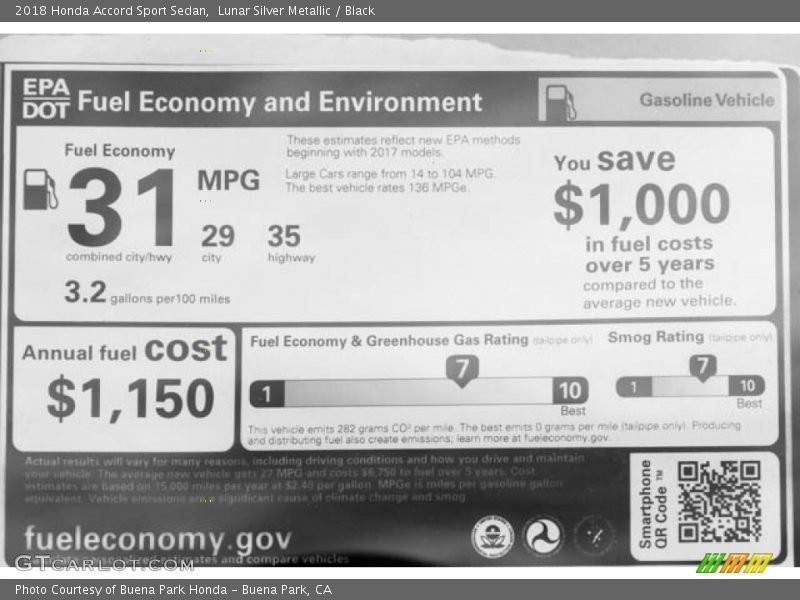 2018 Honda Accord Sport Sedan,  Lunar Silver Metallic / Black
EPA
DOT
Fuel Economy and Environment
Gasoline Vehicle
Fuel Economy
31
MPG
combined city/hwy
29
city
35
highway
3.2 gallons per 100 miles
These estimates reflect new EPA methods
beginning with 2017 models.
Large Cars range from 14 to 104 MPG.
The best vehicle rates 136 MPGe.
You save
$1,000
in fuel costs
over 5 years
compared to the
average new vehicle.
Annual fuel cost
$1,150
Fuel Economy & Greenhouse Gas Rating (tailpipe only)
1
7
10
Best
Smog Rating (tailpipe only)
1
7
10
Best
This vehicle emits 282 grams CO² per mile. The best emits 0 grams per mile (tailpipe only). Producing
and distributing fuel also create emissions; learn more at fueleconomy.gov.
Actual results will vary for many reasons, including driving conditions and how you drive and maintain
your vehicle. The average new vehicle gets 27 MPG and costs $6,750 to fuel over 5 years. Cost
estimates are based on 15,000 miles per year at $2.40 per gallon. MPGe is miles per gasoline gallon
equivalent. Vehicle emissions are a significant cause of climate change and smog.
fueleconomy.gov
estimates and compare vehicles
Smartphone
QR Code™
GTcarlot.com
Photo Courtesy of Buena Park Honda – Buena Park, CA